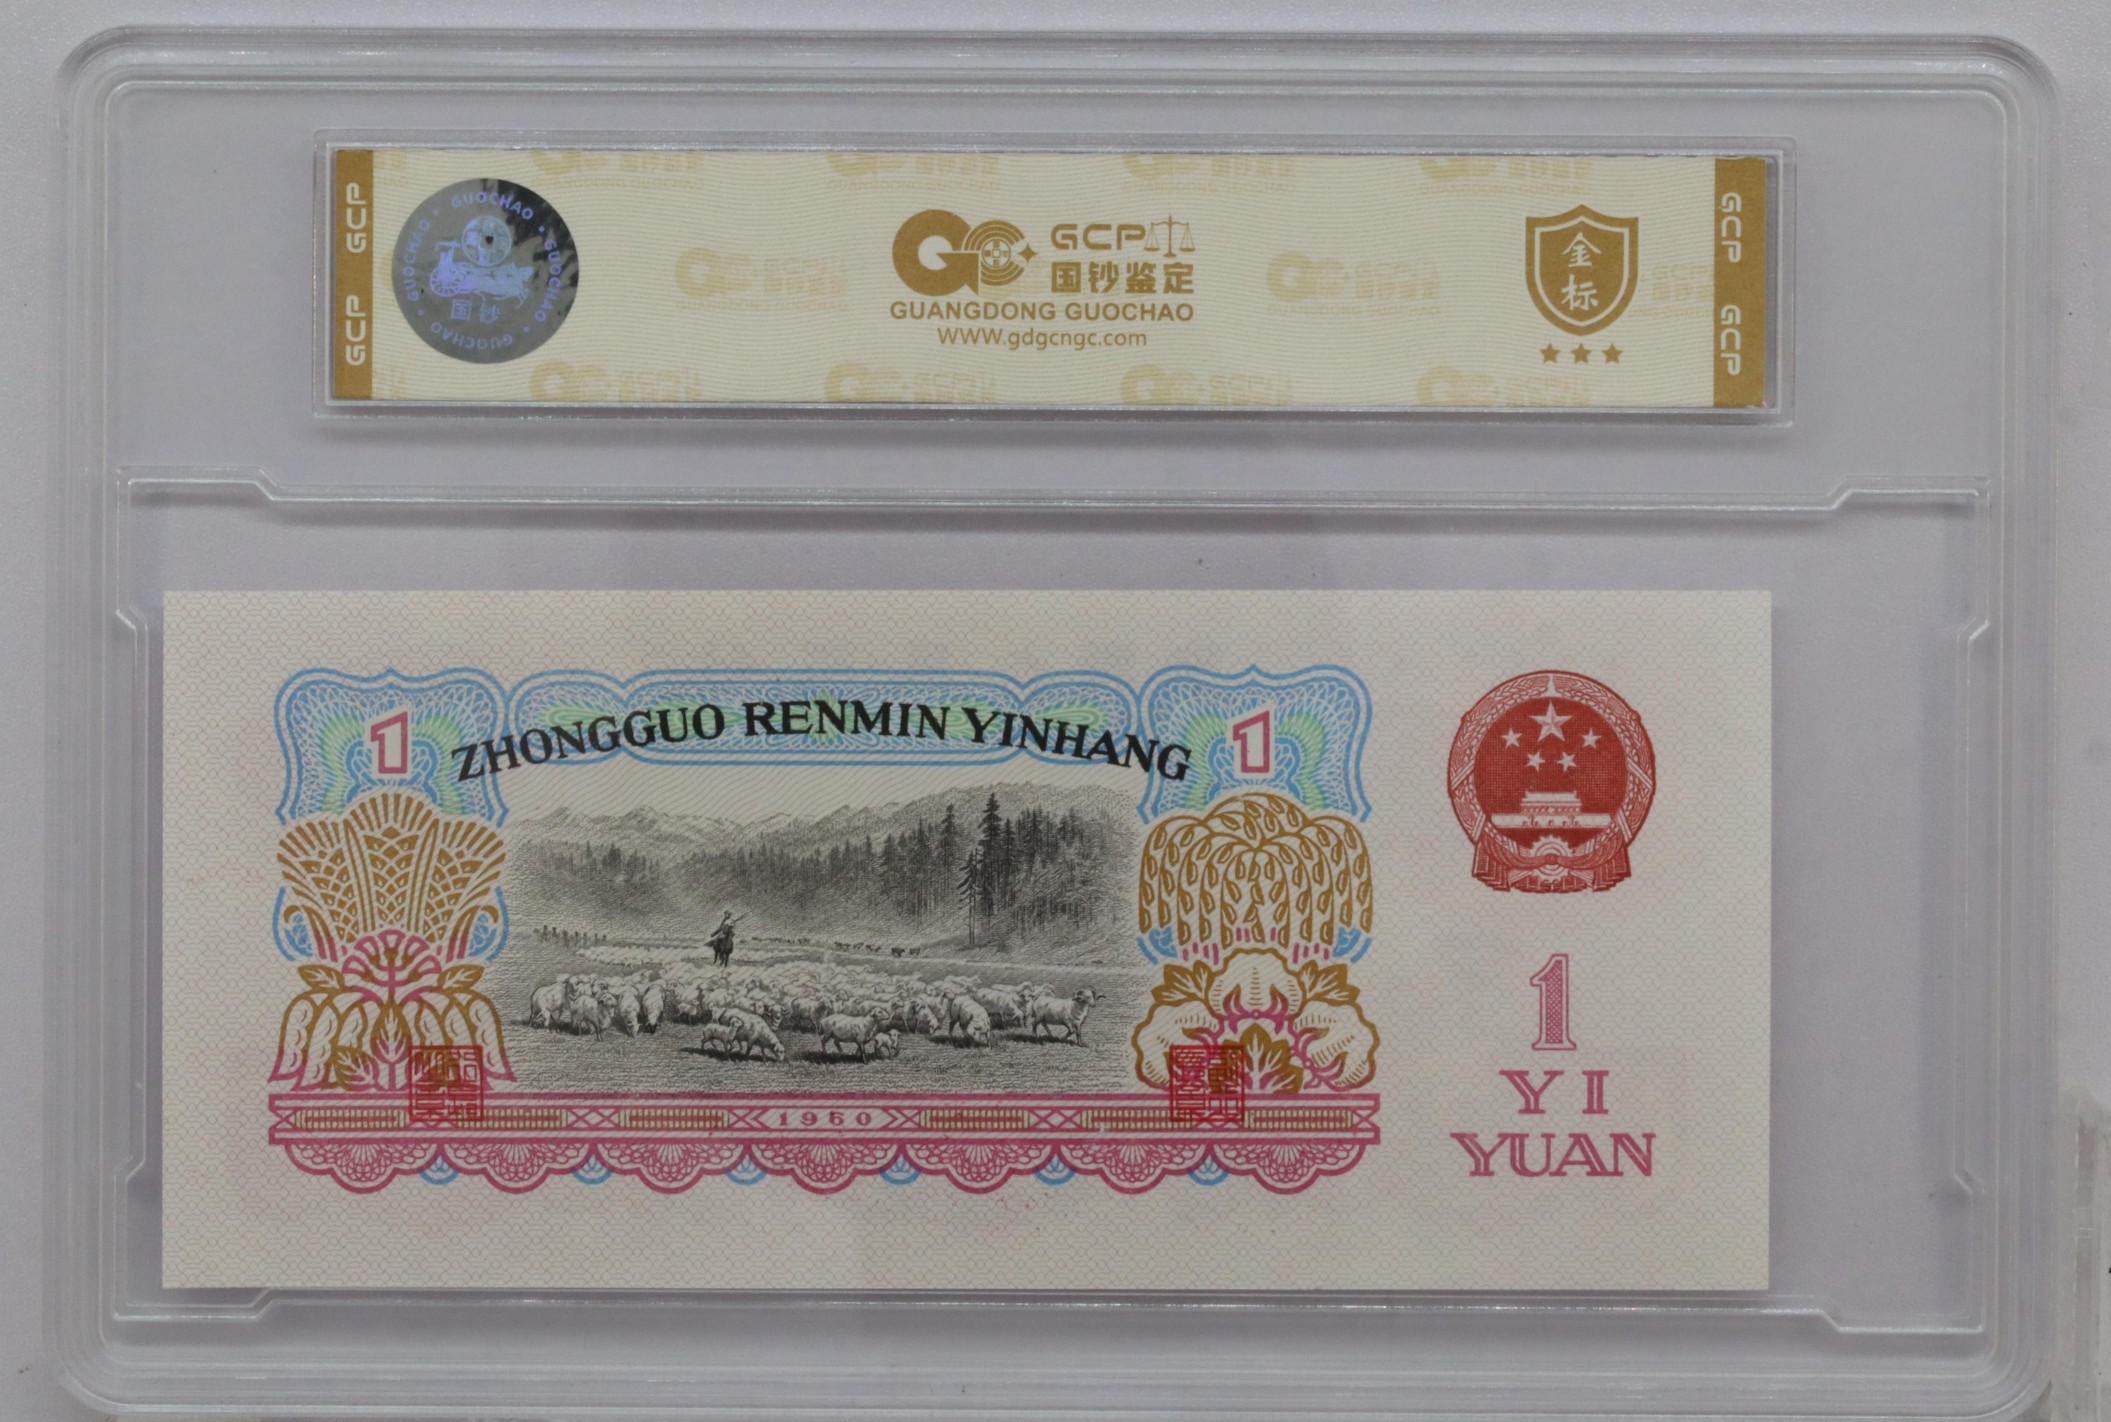 GCP
GCP
GUOCHAO · GUOCHAO · GUOCHAO · GUOCHAO
国钞
GCP
国钞鉴定
GUANGDONG GUOCHAO
WWW.gdgcngc.com
金标
GCP
GCP
1
ZHONGGUO RENMIN YINHANG
1
1960
1
YI
YUAN